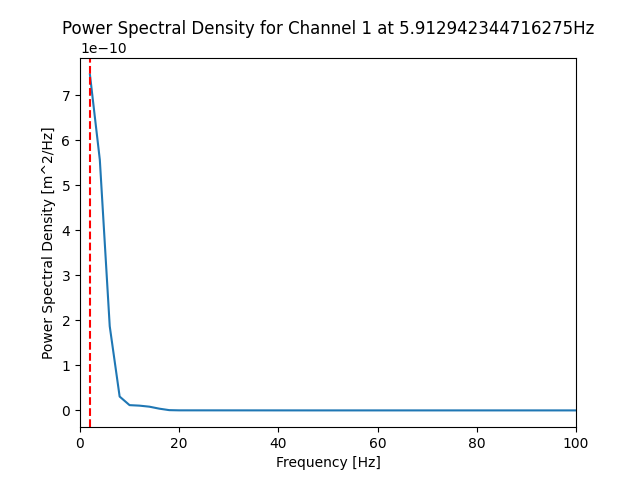 Power Spectral Density for Channel 1 at 5.912942344716275Hz
1e−10
7
6
5
4
3
2
1
0
Power Spectral Density [m^2/Hz]
0 20 40 60 80 100
Frequency [Hz]